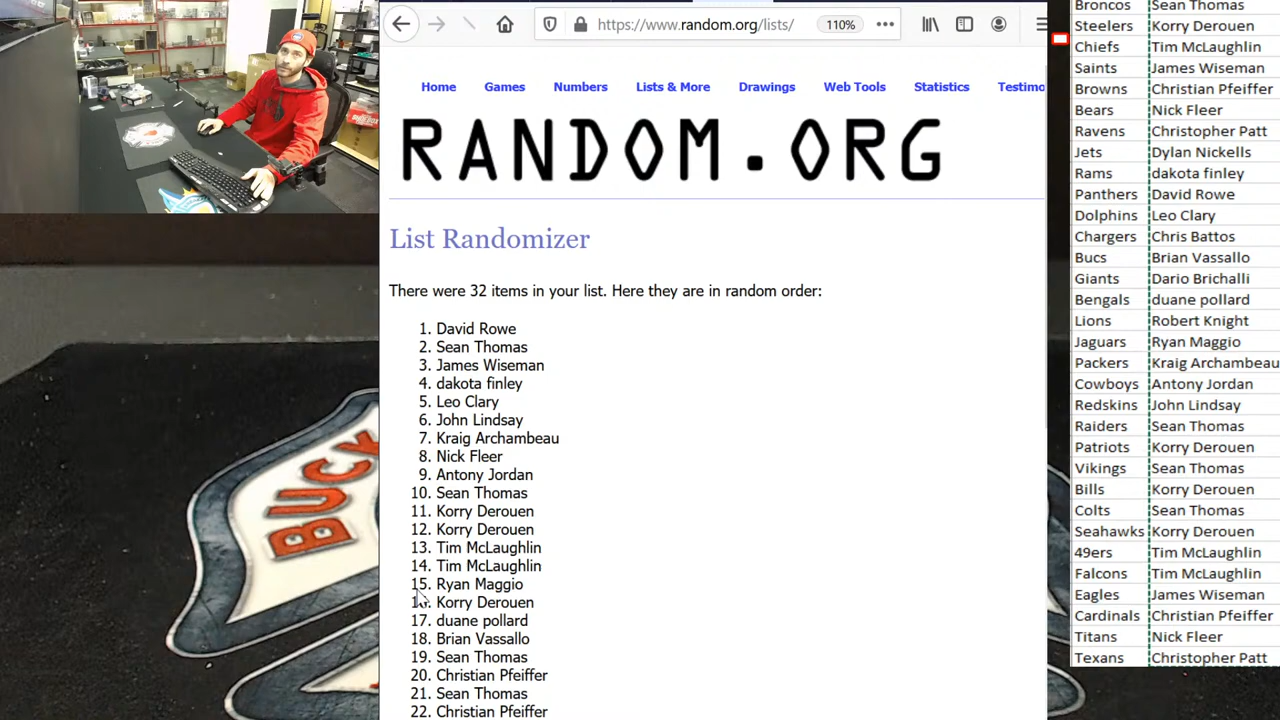 https://www.random.org/lists/
110%
Home Games Numbers Lists & More Drawings Web Tools Statistics Testimo
RANDOM.ORG
List Randomizer
There were 32 items in your list. Here they are in random order:
1. David Rowe
2. Sean Thomas
3. James Wiseman
4. dakota finley
5. Leo Clary
6. John Lindsay
7. Kraig Archambeau
8. Nick Fleer
9. Antony Jordan
10. Sean Thomas
11. Korry Derouen
12. Korry Derouen
13. Tim McLaughlin
14. Tim McLaughlin
15. Ryan Maggio
16. Korry Derouen
17. duane pollard
18. Brian Vassallo
19. Sean Thomas
20. Christian Pfeiffer
21. Sean Thomas
22. Christian Pfeiffer
Broncos Sean Thomas
Steelers Korry Derouen
Chiefs Tim McLaughlin
Saints James Wiseman
Browns Christian Pfeiffer
Bears Nick Fleer
Ravens Christopher Patt
Jets Dylan Nickells
Rams dakota finley
Panthers David Rowe
Dolphins Leo Clary
Chargers Chris Battos
Bucs Brian Vassallo
Giants Dario Brichalli
Bengals duane pollard
Lions Robert Knight
Jaguars Ryan Maggio
Packers Kraig Archambeau
Cowboys Antony Jordan
Redskins John Lindsay
Raiders Sean Thomas
Patriots Korry Derouen
Vikings Sean Thomas
Bills Korry Derouen
Colts Sean Thomas
Seahawks Korry Derouen
49ers Tim McLaughlin
Falcons Tim McLaughlin
Eagles James Wiseman
Cardinals Christian Pfeiffer
Titans Nick Fleer
Texans Christopher Patt
BUCK